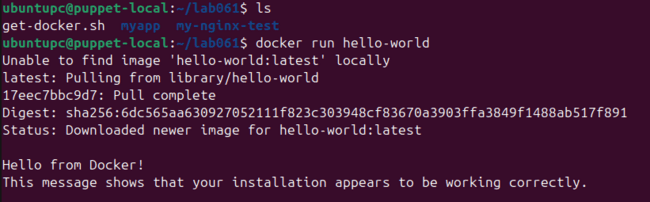 ubuntupc@puppet-local:~/lab061$ ls
get-docker.sh  myapp  my-nginx-test
ubuntupc@puppet-local:~/lab061$ docker run hello-world
Unable to find image 'hello-world:latest' locally
latest: Pulling from library/hello-world
17eec7bbc9d7: Pull complete
Digest: sha256:6dc565aa630927052111f823c303948cf83670a3903ffa3849f1488ab517f891
Status: Downloaded newer image for hello-world:latest

Hello from Docker!
This message shows that your installation appears to be working correctly.